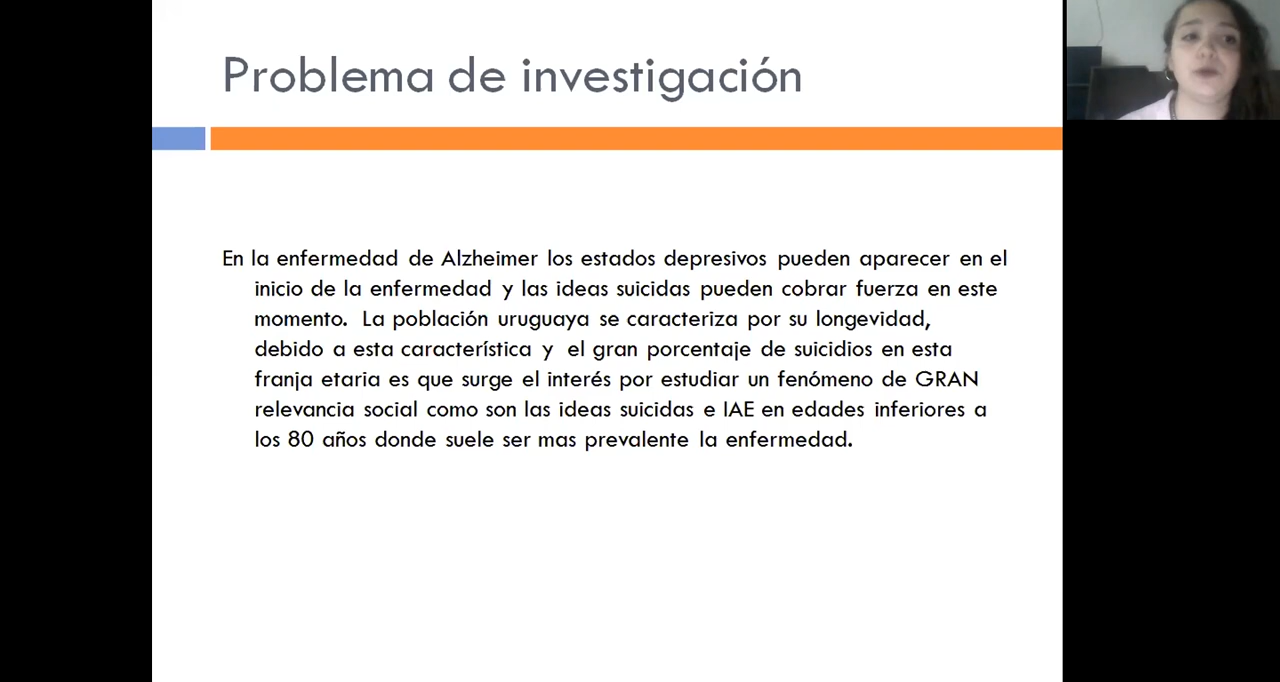 Problema de investigación
En la enfermedad de Alzheimer los estados depresivos pueden aparecer en el
inicio de la enfermedad y las ideas suicidas pueden cobrar fuerza en este
momento. La población uruguaya se caracteriza por su longevidad,
debido a esta característica y el gran porcentaje de suicidios en esta
franja etaria es que surge el interés por estudiar un fenómeno de GRAN
relevancia social como son las ideas suicidas e IAE en edades inferiores a
los 80 años donde suele ser mas prevalente la enfermedad.